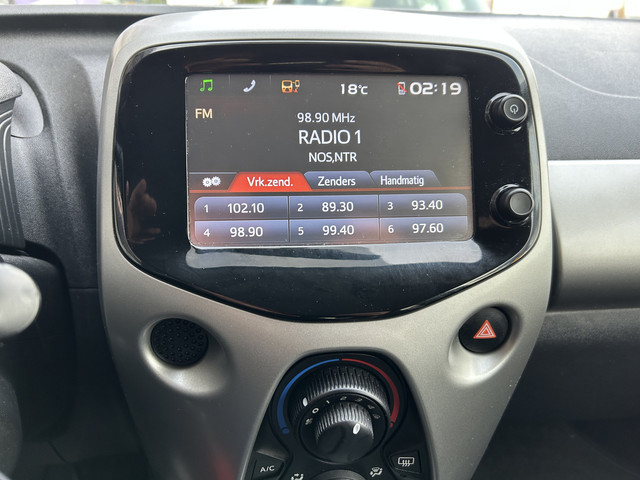 18°C 02:19
FM
98.90 MHz
RADIO 1
NOS,NTR
Vrk.zend. Zenders Handmatig
1 102.10 2 89.30 3 93.40
4 98.90 5 99.40 6 97.60
A/C